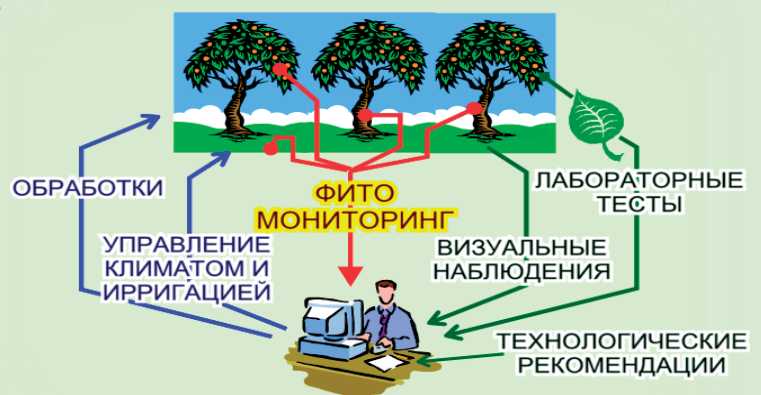 ОБРАБОТКИ
УПРАВЛЕНИЕ
КЛИМАТОМ И
ИРРИГАЦИЕЙ
ФИТО
МОНИТОРИНГ
ЛАБОРАТОРНЫЕ
ТЕСТЫ
ВИЗУАЛЬНЫЕ
НАБЛЮДЕНИЯ
ТЕХНОЛОГИЧЕСКИЕ
РЕКОМЕНДАЦИИ